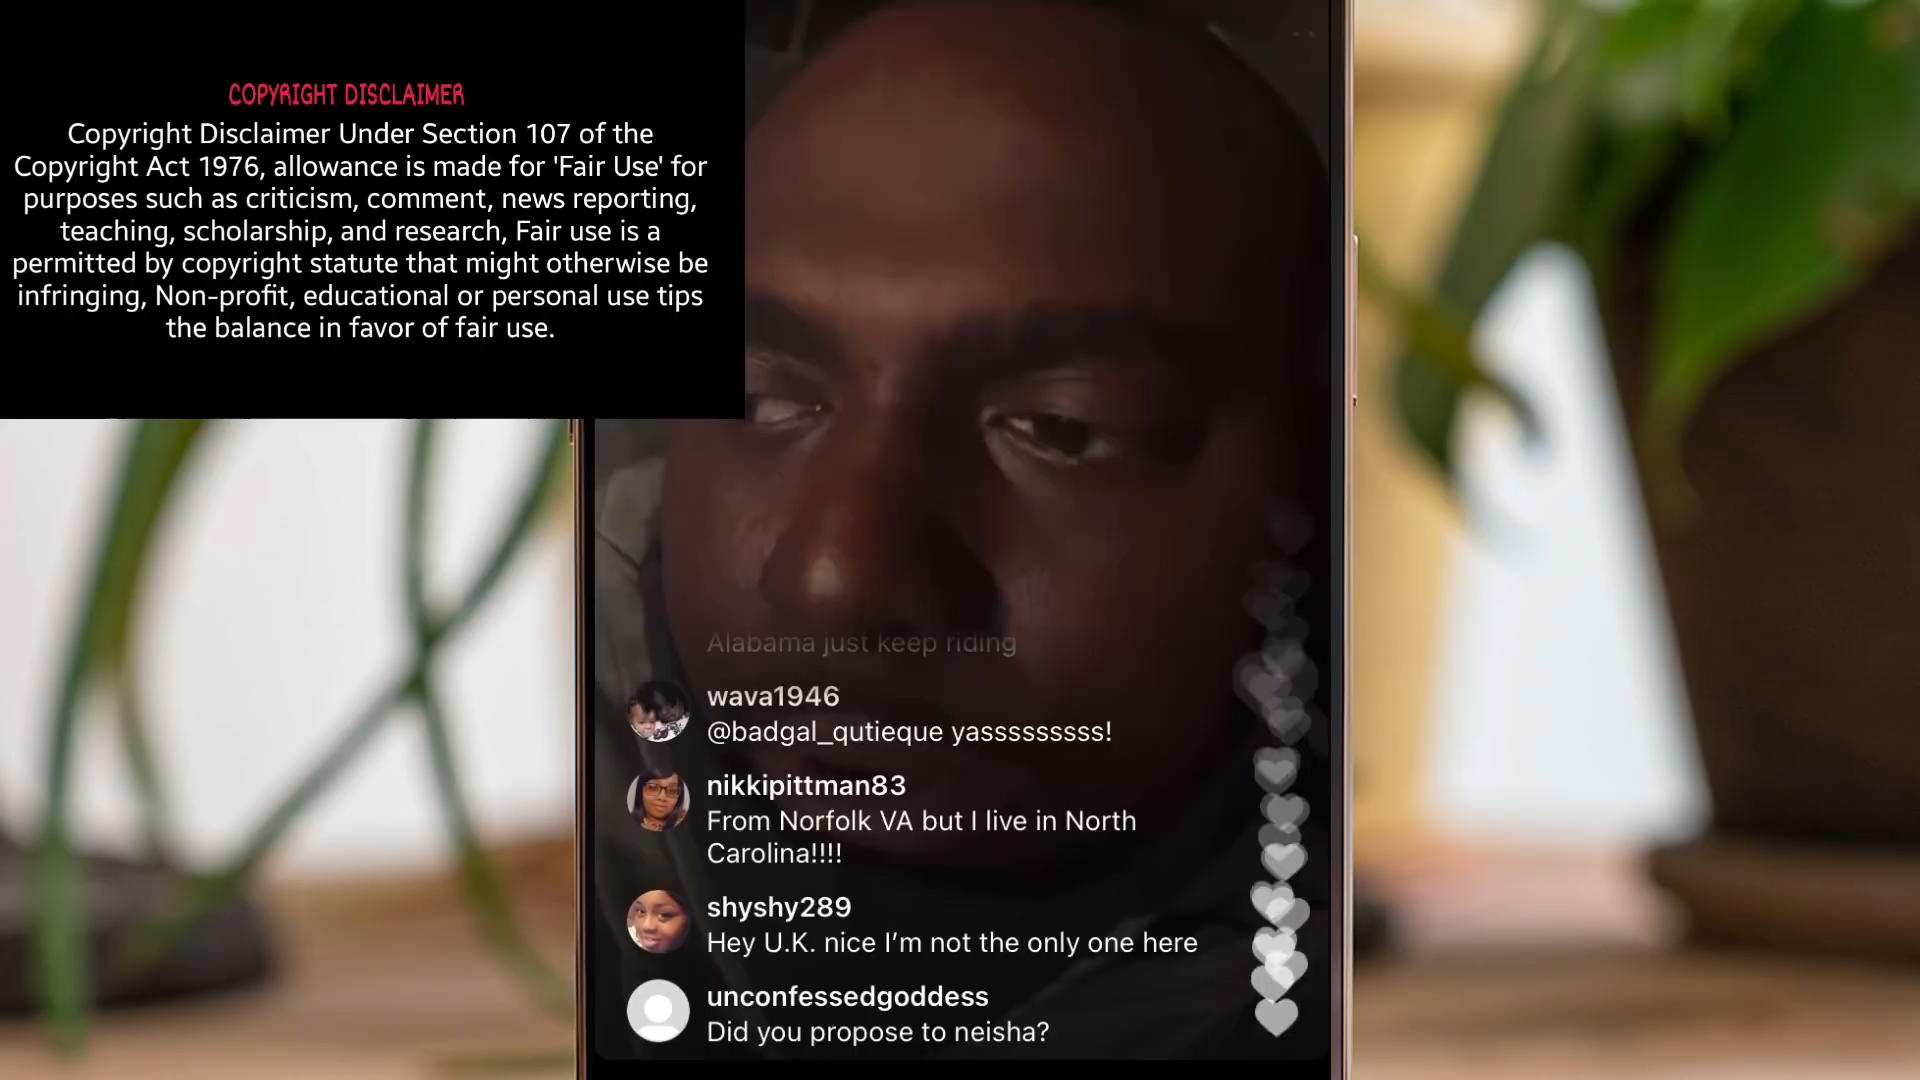 COPYRIGHT DISCLAIMER
Copyright Disclaimer Under Section 107 of the
Copyright Act 1976, allowance is made for 'Fair Use' for
purposes such as criticism, comment, news reporting,
teaching, scholarship, and research, Fair use is a
permitted by copyright statute that might otherwise be
infringing, Non-profit, educational or personal use tips
the balance in favor of fair use.
Alabama just keep riding
wava1946
@badgal_qutieque yasssssssss!
nikkipittman83
From Norfolk VA but I live in North
Carolina!!!!
shyshy289
Hey U.K. nice I’m not the only one here
unconfessedgoddess
Did you propose to neisha?